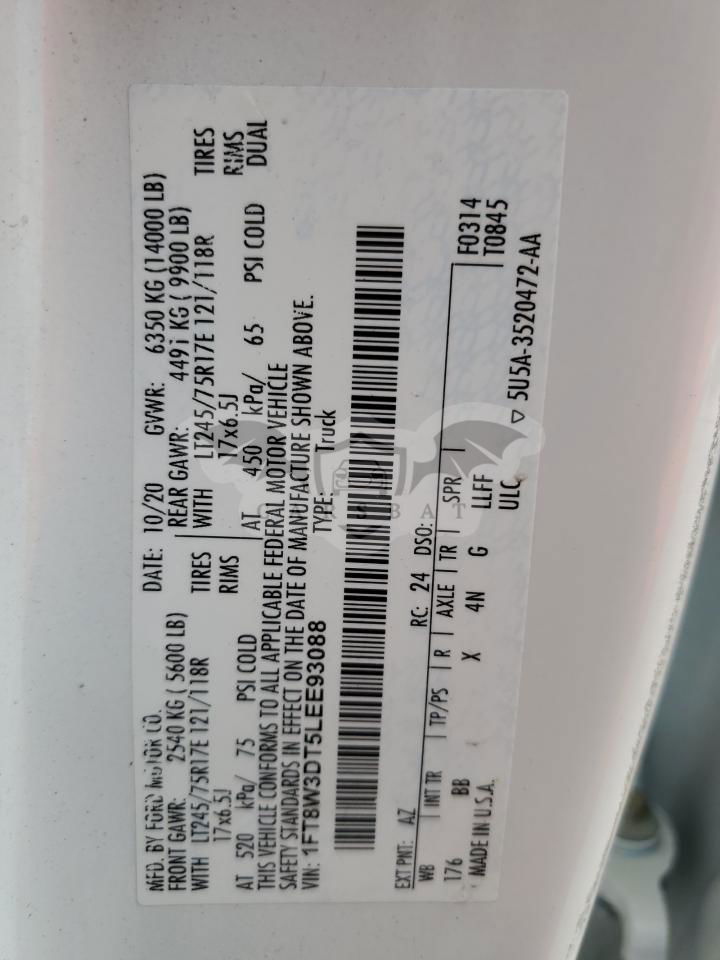 MFD. BY FORD MOTOR CO.
DATE: 10/20 GVWR: 6350 KG (14000 LB)
FRONT GAWR: 2540 KG ( 5600 LB) REAR GAWR: 4491 KG ( 9900 LB)
WITH LT245/75R17E 121/118R TIRES WITH LT245/75R17E 121/118R TIRES
17x6.5J RIMS 17x6.5J RIMS
AT 520 kPa/ 75 PSI COLD AT 450 kPa/ 65 PSI COLD DUAL
THIS VEHICLE CONFORMS TO ALL APPLICABLE FEDERAL MOTOR VEHICLE
SAFETY STANDARDS IN EFFECT ON THE DATE OF MANUFACTURE SHOWN ABOVE.
VIN: 1FT8W3DT5LEE93088 TYPE: Truck
CARSBAT
EXT PNT: AZ RC: 24 DSO: F0314
WB INT TR TP/PS R AXLE TR SPR T0845
176 BB X 4N G LLFF
MADE IN U.S.A. ULC ▽ 5U5A-3520472-AA